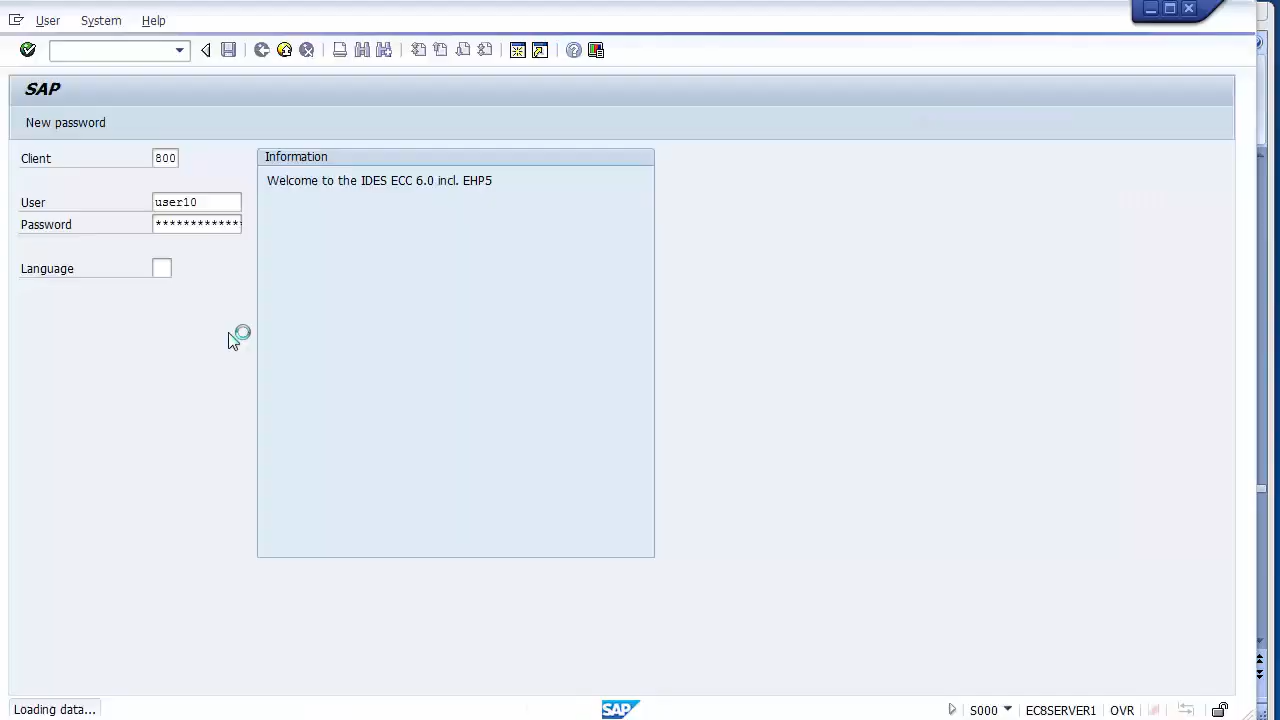 User System Help
SAP
New password
Client 800
Information
Welcome to the IDES ECC 6.0 incl. EHP5
User user10
Password *************
Language
Loading data...
SAP
S000 ECSSERVER1 OVR